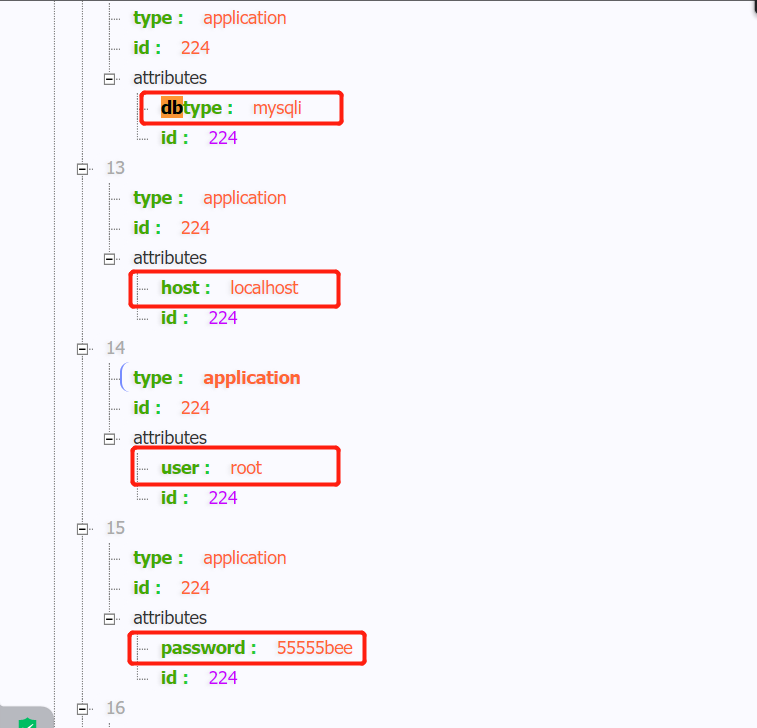 type : application
id : 224
attributes
dbtype : mysqli
id : 224
13
type : application
id : 224
attributes
host : localhost
id : 224
14
type : application
id : 224
attributes
user : root
id : 224
15
type : application
id : 224
attributes
password : 55555bee
id : 224
16